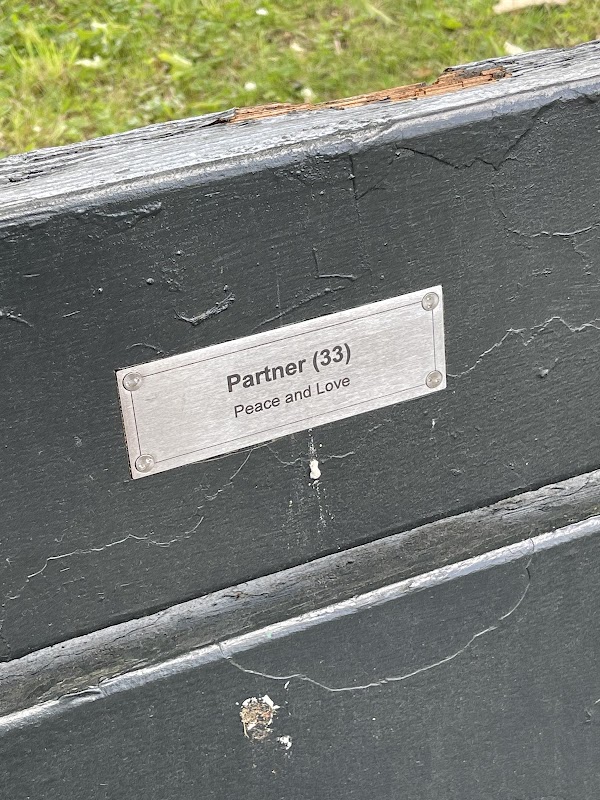 Partner (33)
Peace and Love